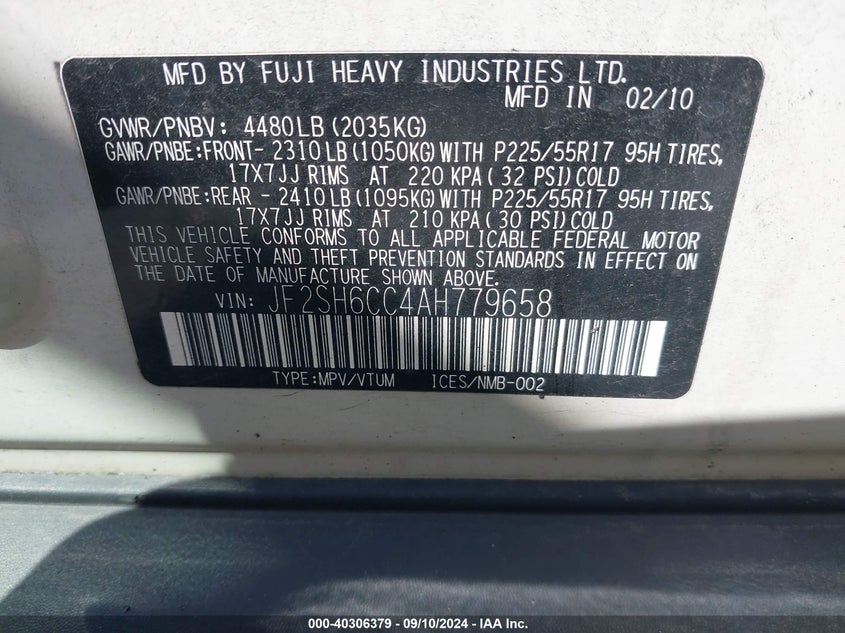 MFD BY FUJI HEAVY INDUSTRIES LTD.
MFD IN 02/10
GVWR/PNBV: 4480LB (2035KG)
GAWR/PNBE:FRONT- 2310LB(1050KG)WITH P225/55R17 95H TIRES,
17X7JJ RIMS AT 220 KPA( 32 PSI)COLD
GAWR/PNBE:REAR - 2410LB(1095KG)WITH P225/55R17 95H TIRES,
17X7JJ RIMS AT 210 KPA( 30 PSI)COLD
THIS VEHICLE CONFORMS TO ALL APPLICABLE FEDERAL MOTOR
VEHICLE SAFETY AND THEFT PREVENTION STANDARDS IN EFFECT ON
THE DATE OF MANUFACTURE SHOWN ABOVE.
VIN: JF2SH6CC4AH779658
TYPE:MPV/VTUM ICES/NMB-002
000-40306379 - 09/10/2024 - IAA Inc.